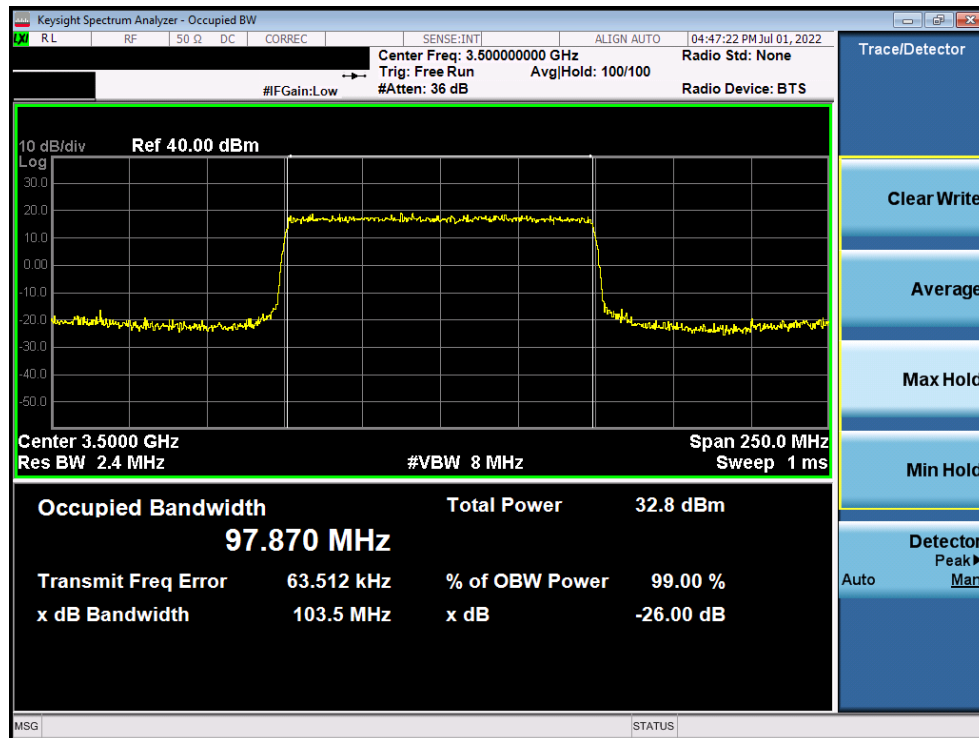 Keysight Spectrum Analyzer - Occupied BW
LXI RL RF 50 Ω DC CORREC SENSE:INT ALIGN AUTO 04:47:22 PM Jul 01, 2022
Center Freq: 3.500000000 GHz Radio Std: None
Trig: Free Run Avg|Hold: 100/100
#IFGain:Low #Atten: 36 dB Radio Device: BTS
10 dB/div Ref 40.00 dBm
Log
30.0
20.0
10.0
0.00
-10.0
-20.0
-30.0
-40.0
-50.0
Center 3.5000 GHz Span 250.0 MHz
Res BW 2.4 MHz #VBW 8 MHz Sweep 1 ms
Occupied Bandwidth Total Power 32.8 dBm
97.870 MHz
Transmit Freq Error 63.512 kHz % of OBW Power 99.00 %
x dB Bandwidth 103.5 MHz x dB -26.00 dB
MSG STATUS
Trace/Detector
Clear Write
Average
Max Hold
Min Hold
Detector
Peak▶
Auto Man